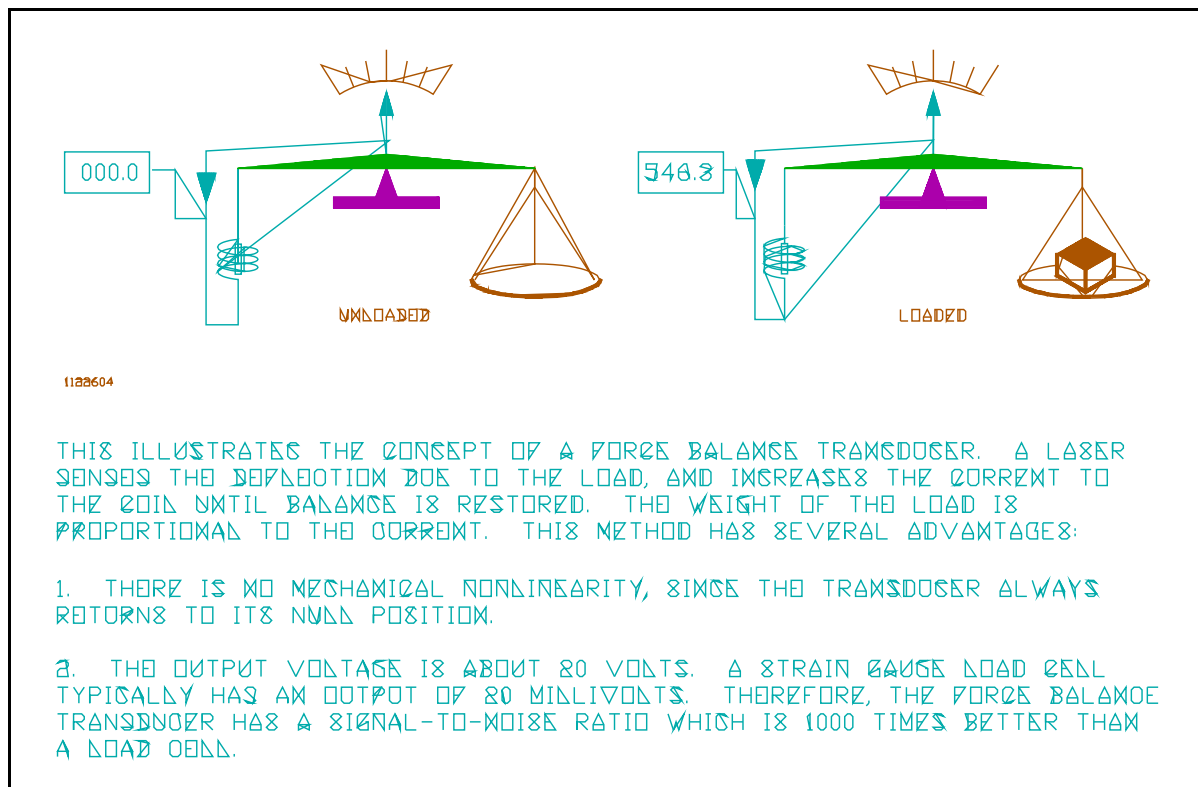 000.0
546.8
UNLOADED
LOADED
THIS ILLUSTRATES THE CONCEPT OF A FORCE BALANCE TRANSDUCER. A LASER
SENSES THE DEFLECTION DUE TO THE LOAD, AND INCREASES THE CURRENT TO
THE COIL UNTIL BALANCE IS RESTORED. THE WEIGHT OF THE LOAD IS
PROPORTIONAL TO THE CURRENT. THIS METHOD HAS SEVERAL ADVANTAGES:
1. THERE IS NO MECHANICAL NONLINEARITY, SINCE THE TRANSDUCER ALWAYS
RETURNS TO ITS NULL POSITION.
2. THE OUTPUT VOLTAGE IS ABOUT 20 VOLTS. A STRAIN GAUGE LOAD CELL
TYPICALLY HAS AN OUTPUT OF 20 MILLIVOLTS. THEREFORE, THE FORCE BALANCE
TRANSDUCER HAS A SIGNAL-TO-NOISE RATIO WHICH IS 1000 TIMES BETTER THAN
A LOAD CELL.